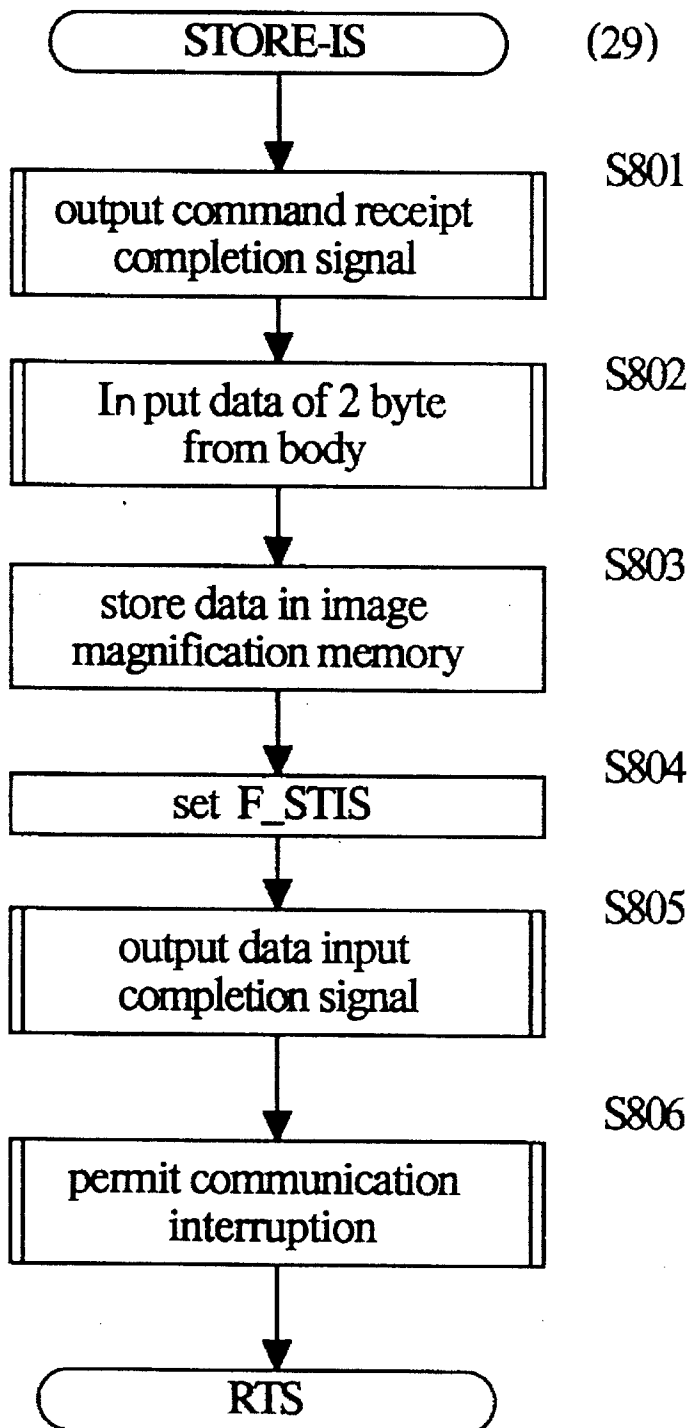 STORE-IS
(29)
S801
output command receipt
completion signal
S802
In put data of 2 byte
from body
S803
store data in image
magnification memory
S804
set F_STIS
S805
output data input
completion signal
S806
permit communication
interruption
RTS